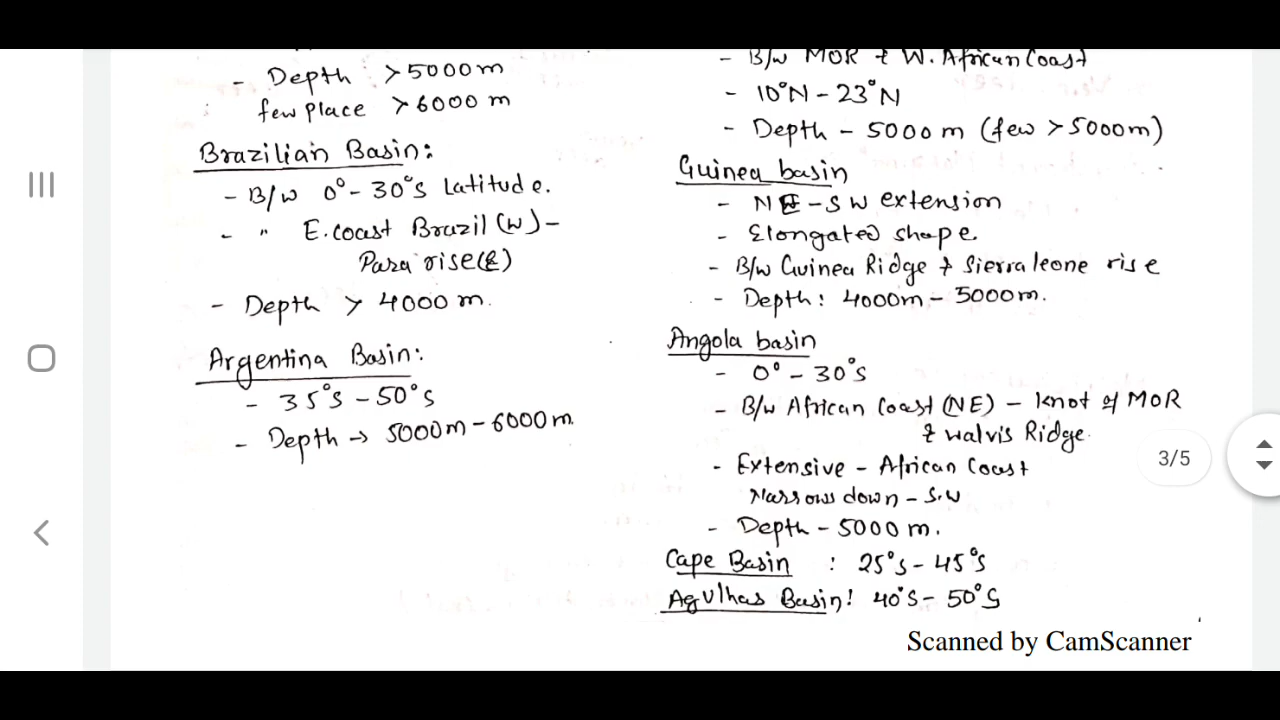 - Depth >5000m
few place >6000 m
Brazilian Basin:
- B/w 0°- 30°S Latitude.
- " E.coast Brazil (W) -
Para rise(E)
- Depth > 4000 m.
Argentina Basin:
- 35°S - 50°S
- Depth → 5000m - 6000m.
- B/w MOR & W. African Coast
- 10°N - 23°N
- Depth - 5000 m (few >5000m)
Guinea basin
- NE - SW extension
- Elongated shape.
- B/w Guinea Ridge & Sierraleone rise
- Depth: 4000m - 5000m.
Angola basin
- 0° - 30°S
- B/w African Coast (NE) - Knot of MOR
& Walvis Ridge.
- Extensive - African Coast
Narrows down - S.W
- Depth - 5000 m.
Cape Basin : 25°S - 45°S
Agulhas Basin: 40°S - 50°S
Scanned by CamScanner
3/5